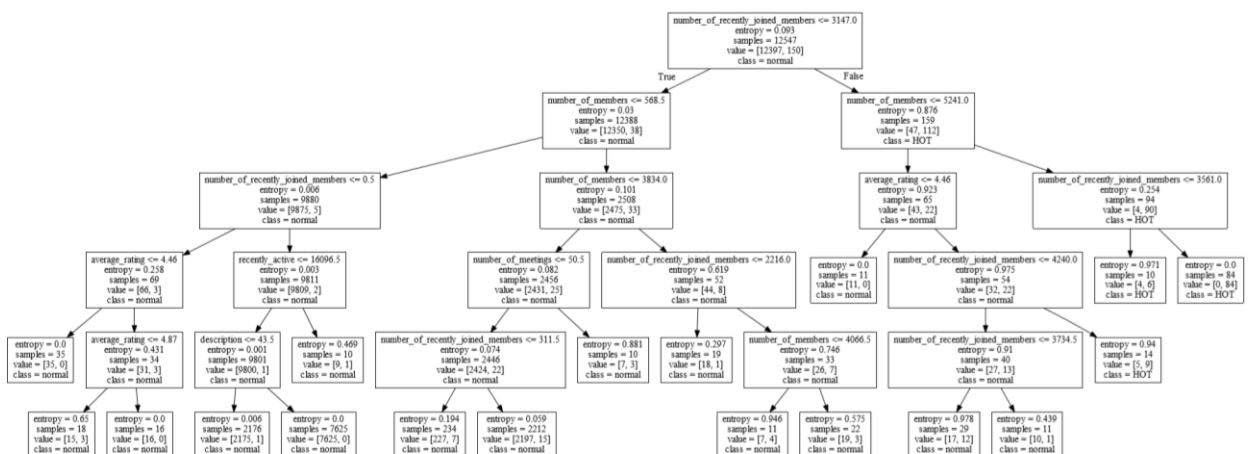 number_of_recently_joined_members <= 3147.0
entropy = 0.093
samples = 12547
value = [12397, 150]
class = normal
True
False
number_of_members <= 568.5
entropy = 0.03
samples = 12388
value = [12350, 38]
class = normal
number_of_members <= 5241.0
entropy = 0.876
samples = 159
value = [47, 112]
class = HOT
number_of_recently_joined_members <= 0.5
entropy = 0.006
samples = 9880
value = [9875, 5]
class = normal
number_of_members <= 3834.0
entropy = 0.101
samples = 2508
value = [2475, 33]
class = normal
average_rating <= 4.46
entropy = 0.923
samples = 65
value = [43, 22]
class = normal
number_of_recently_joined_members <= 3561.0
entropy = 0.254
samples = 94
value = [4, 90]
class = HOT
average_rating <= 4.46
entropy = 0.258
samples = 69
value = [66, 3]
class = normal
recently_active <= 16096.5
entropy = 0.003
samples = 9811
value = [9809, 2]
class = normal
number_of_meetings <= 50.5
entropy = 0.082
samples = 2456
value = [2431, 25]
class = normal
number_of_recently_joined_members <= 2216.0
entropy = 0.619
samples = 52
value = [44, 8]
class = normal
entropy = 0.0
samples = 11
value = [11, 0]
class = normal
number_of_recently_joined_members <= 4240.0
entropy = 0.975
samples = 54
value = [32, 22]
class = normal
entropy = 0.971
samples = 10
value = [4, 6]
class = HOT
entropy = 0.0
samples = 84
value = [0, 84]
class = HOT
entropy = 0.0
samples = 35
value = [35, 0]
class = normal
average_rating <= 4.87
entropy = 0.431
samples = 34
value = [31, 3]
class = normal
description <= 43.5
entropy = 0.001
samples = 9801
value = [9800, 1]
class = normal
entropy = 0.469
samples = 10
value = [9, 1]
class = normal
number_of_recently_joined_members <= 311.5
entropy = 0.074
samples = 2446
value = [2424, 22]
class = normal
entropy = 0.881
samples = 10
value = [7, 3]
class = normal
entropy = 0.297
samples = 19
value = [18, 1]
class = normal
number_of_members <= 4066.5
entropy = 0.746
samples = 33
value = [26, 7]
class = normal
number_of_recently_joined_members <= 3734.5
entropy = 0.91
samples = 40
value = [27, 13]
class = normal
entropy = 0.94
samples = 14
value = [5, 9]
class = HOT
entropy = 0.65
samples = 18
value = [15, 3]
class = normal
entropy = 0.0
samples = 16
value = [16, 0]
class = normal
entropy = 0.006
samples = 2176
value = [2175, 1]
class = normal
entropy = 0.0
samples = 7625
value = [7625, 0]
class = normal
entropy = 0.194
samples = 234
value = [227, 7]
class = normal
entropy = 0.059
samples = 2212
value = [2197, 15]
class = normal
entropy = 0.946
samples = 11
value = [7, 4]
class = normal
entropy = 0.575
samples = 22
value = [19, 3]
class = normal
entropy = 0.978
samples = 29
value = [17, 12]
class = normal
entropy = 0.439
samples = 11
value = [10, 1]
class = normal